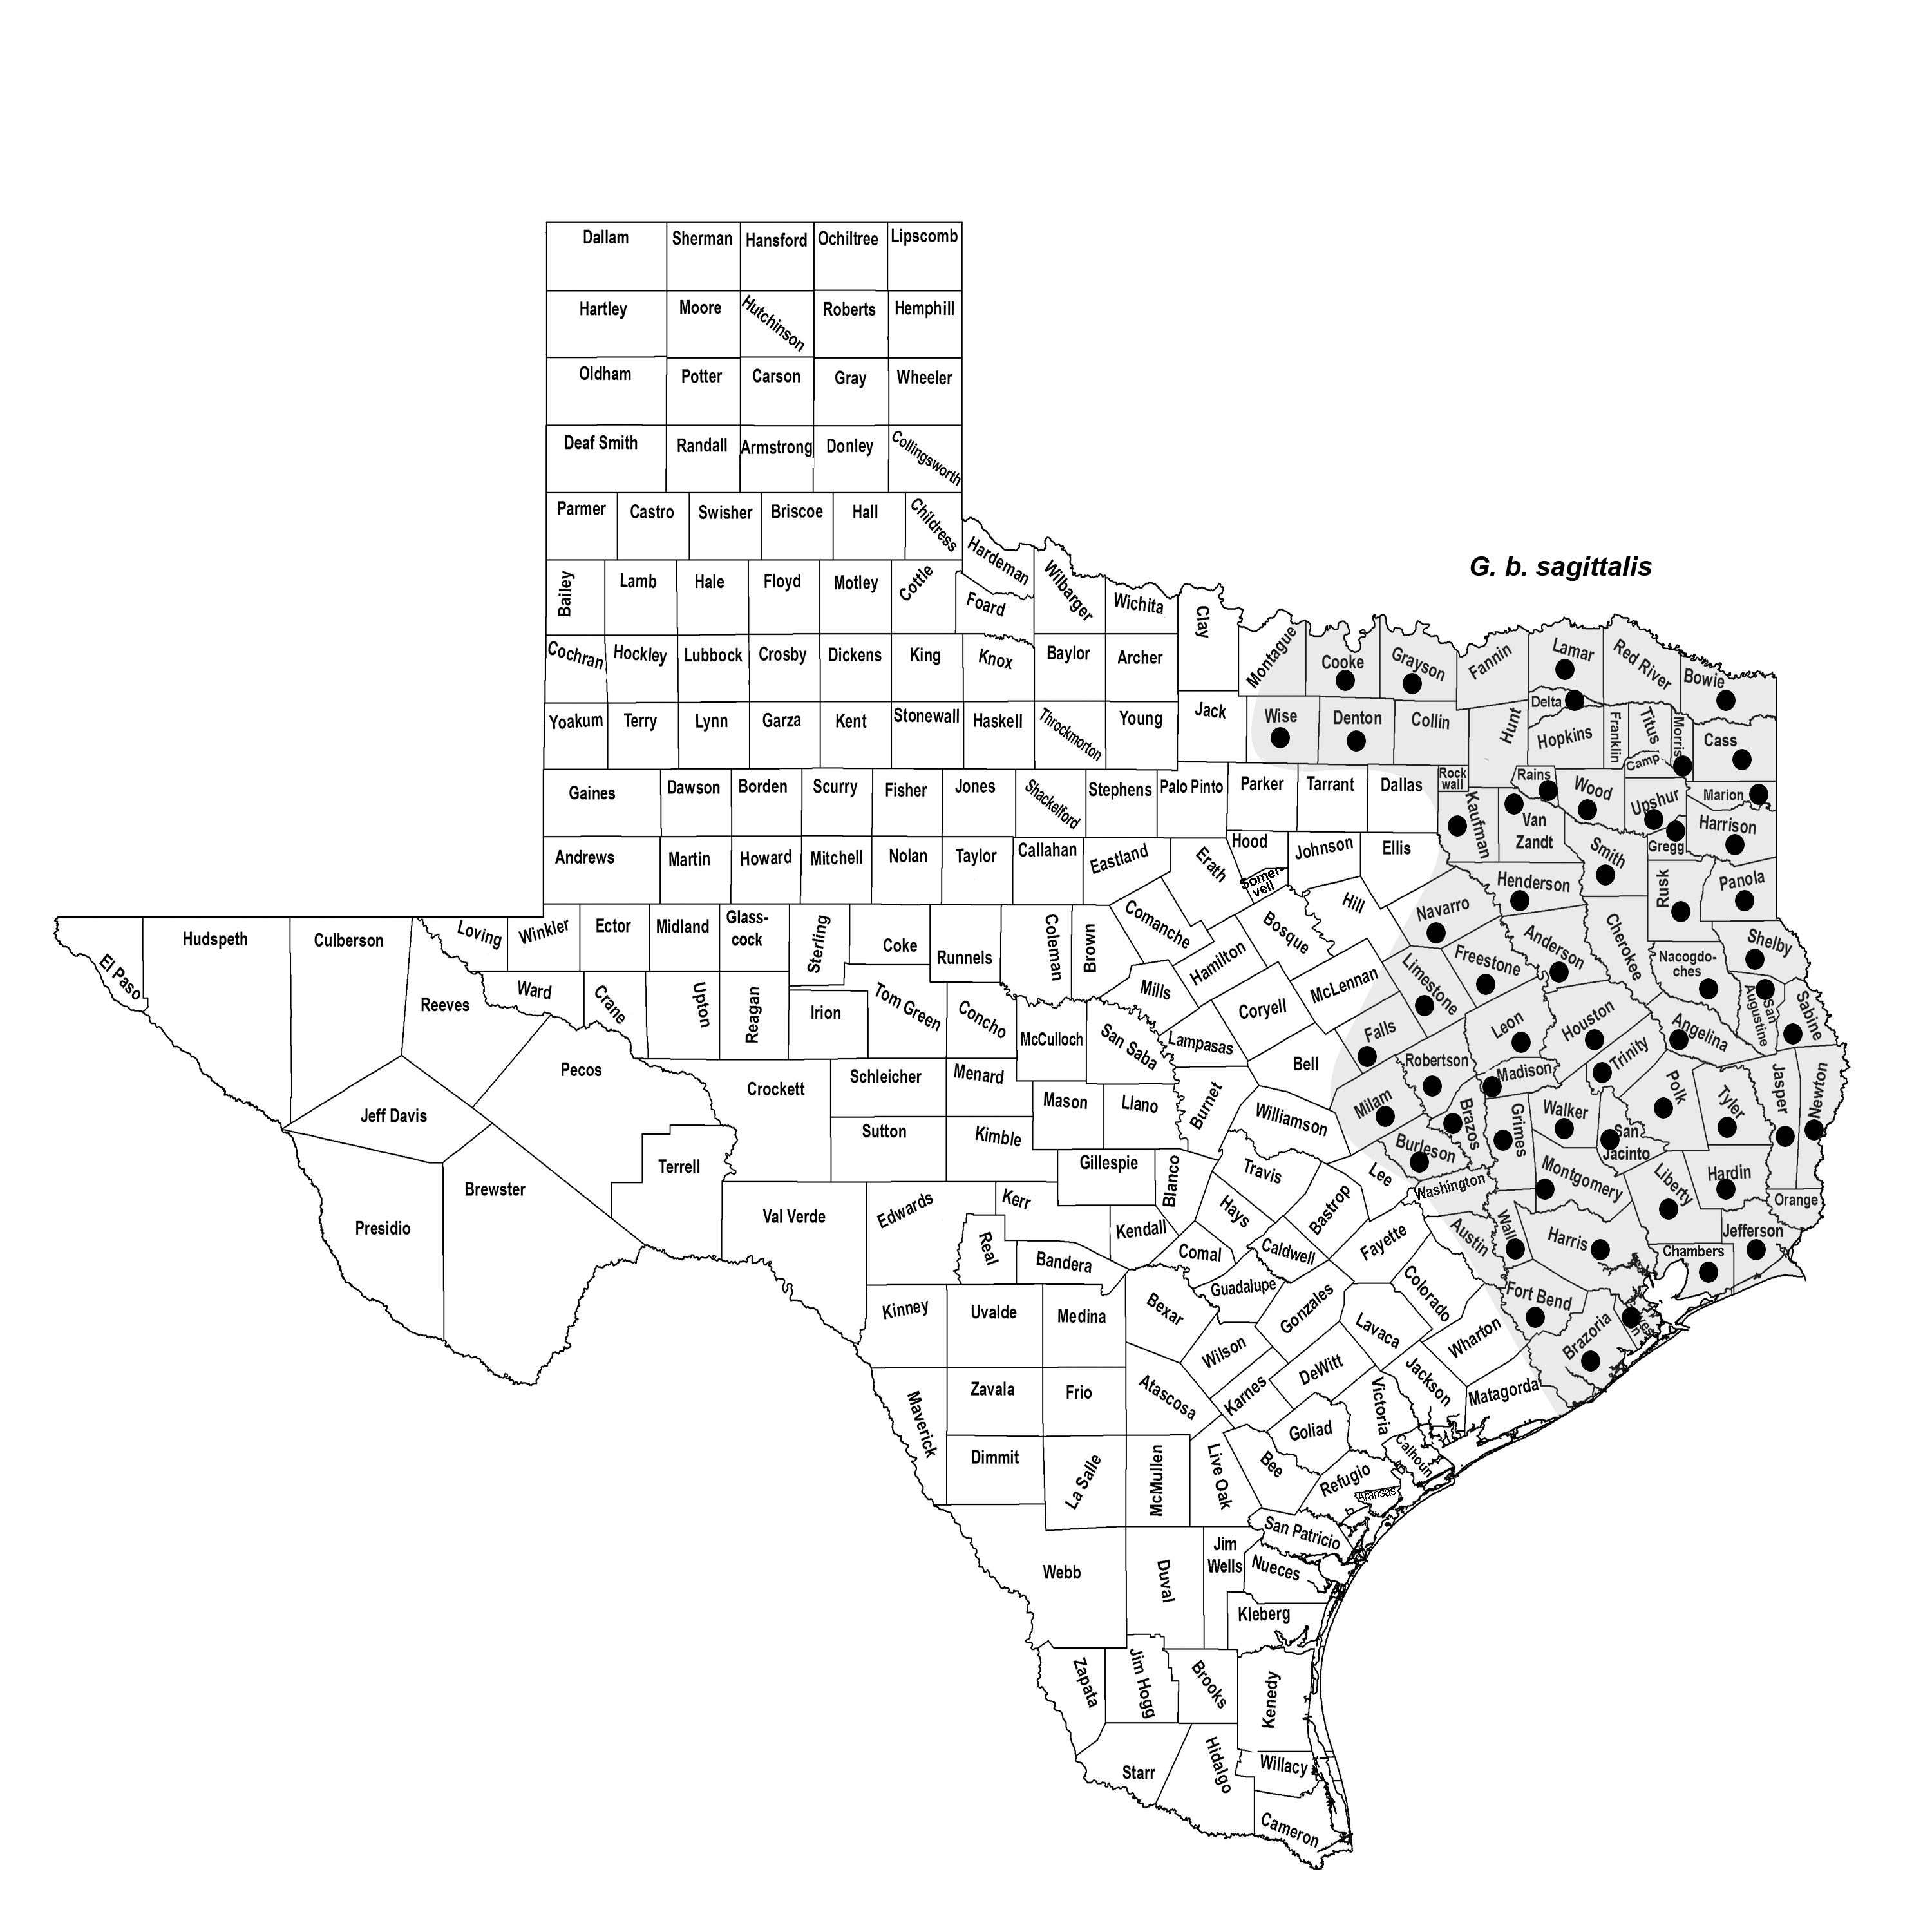 Dallam Sherman Hansford Ochiltree Lipscomb
Hartley Moore Hutchinson Roberts Hemphill
Oldham Potter Carson Gray Wheeler
Deaf Smith Randall Armstrong Donley Collingsworth
Parmer Castro Swisher Briscoe Hall Childress
G. b. sagittalis
Bailey Lamb Hale Floyd Motley Cottle Hardeman Foard Wilbarger Wichita Clay
Montague Cooke Grayson Fannin Lamar Red River Bowie
Cochran Hockley Lubbock Crosby Dickens King Knox Baylor Archer
Yoakum Terry Lynn Garza Kent Stonewall Haskell Throckmorton Young Jack Wise Denton Collin Hunt Delta Hopkins Franklin Titus Morris Camp Cass
Gaines Dawson Borden Scurry Fisher Jones Shackelford Stephens Palo Pinto Parker Tarrant Dallas
Rock
wall
Kaufman Rains
Van
Zandt
Wood Upshur Marion Harrison Gregg
Andrews Martin Howard Mitchell Nolan Taylor Callahan Eastland Erath Hood
Somer
vell
Johnson Ellis Henderson Smith Rusk Panola
El Paso Hudspeth Culberson Loving Winkler Ector Midland
Glass-
cock
Sterling Coke Runnels Coleman Brown Comanche Hamilton Bosque Hill Navarro Freestone Anderson Cherokee
Nacogdo-
ches
Shelby
Reeves Ward Crane Upton Reagan Irion Tom Green Concho McCulloch San Saba Mills Lampasas Coryell McLennan Limestone Falls Leon Houston Trinity Angelina
San
Augustine
Sabine
Jeff Davis Pecos Crockett Schleicher Menard Mason Llano Burnet Bell Williamson Milam Robertson Brazos Madison Grimes Walker
San
Jacinto
Polk Tyler Jasper Newton
Presidio Brewster Terrell Val Verde Sutton Kimble Gillespie Blanco Travis Lee Burleson Washington Montgomery Liberty Hardin Orange
Edwards Kerr Real Bandera Kendall Hays Comal Caldwell Bastrop Fayette Austin Wall Harris Chambers Jefferson
Kinney Uvalde Medina Bexar Guadalupe Gonzales Lavaca Colorado Wharton Fort Bend Brazoria
Maverick Zavala Frio Atascosa Wilson Karnes DeWitt Victoria Jackson Matagorda
Dimmit La Salle McMullen Live Oak Bee Goliad Refugio Calhoun
Aransas
San Patricio
Webb Duval
Jim
Wells
Nueces
Kleberg
Zapata Jim Hogg Brooks Kenedy
Starr Hidalgo Willacy
Cameron